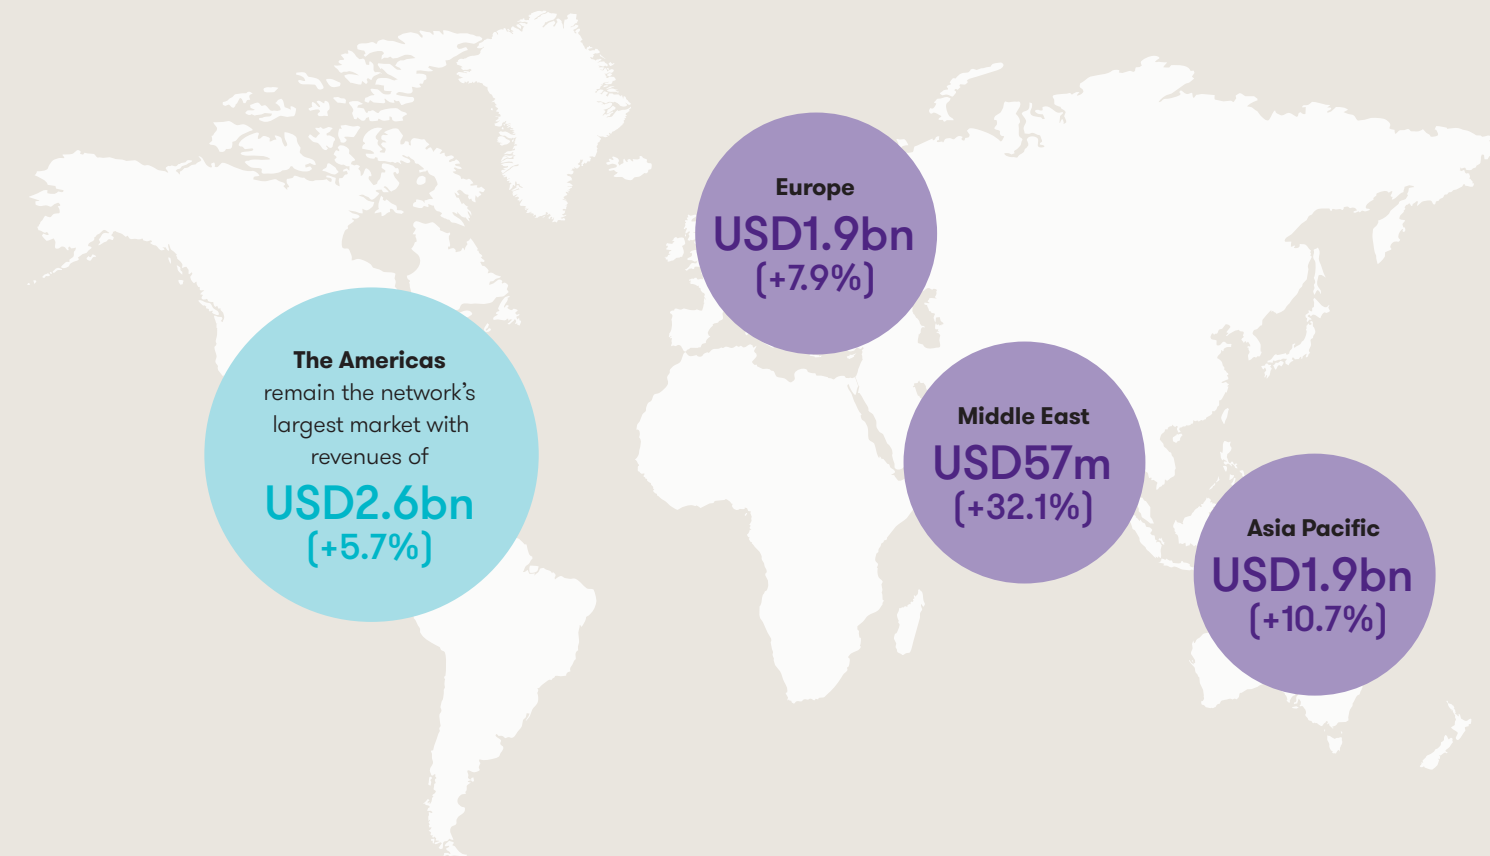 Europe
USD1.9bn
(+7.9%)
The Americas
remain the network's
largest market with
revenues of
USD2.6bn
(+5.7%)
Middle East
USD57m
(+32.1%)
Asia Pacific
USD1.9bn
(+10.7%)